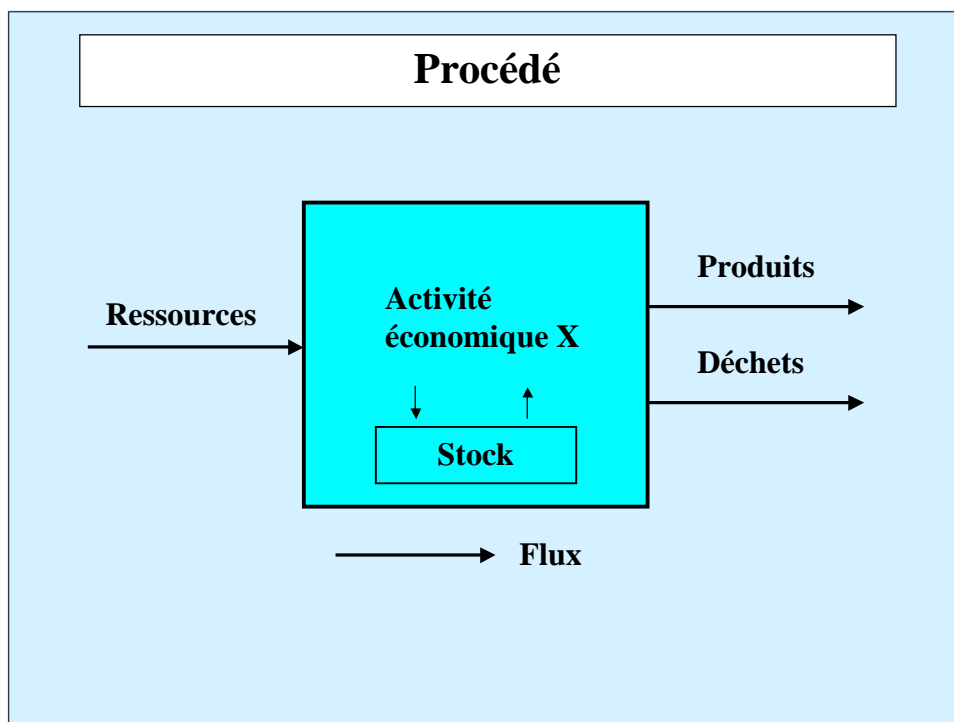 Procédé
Ressources
Activité
économique X
Stock
Produits
Déchets
Flux